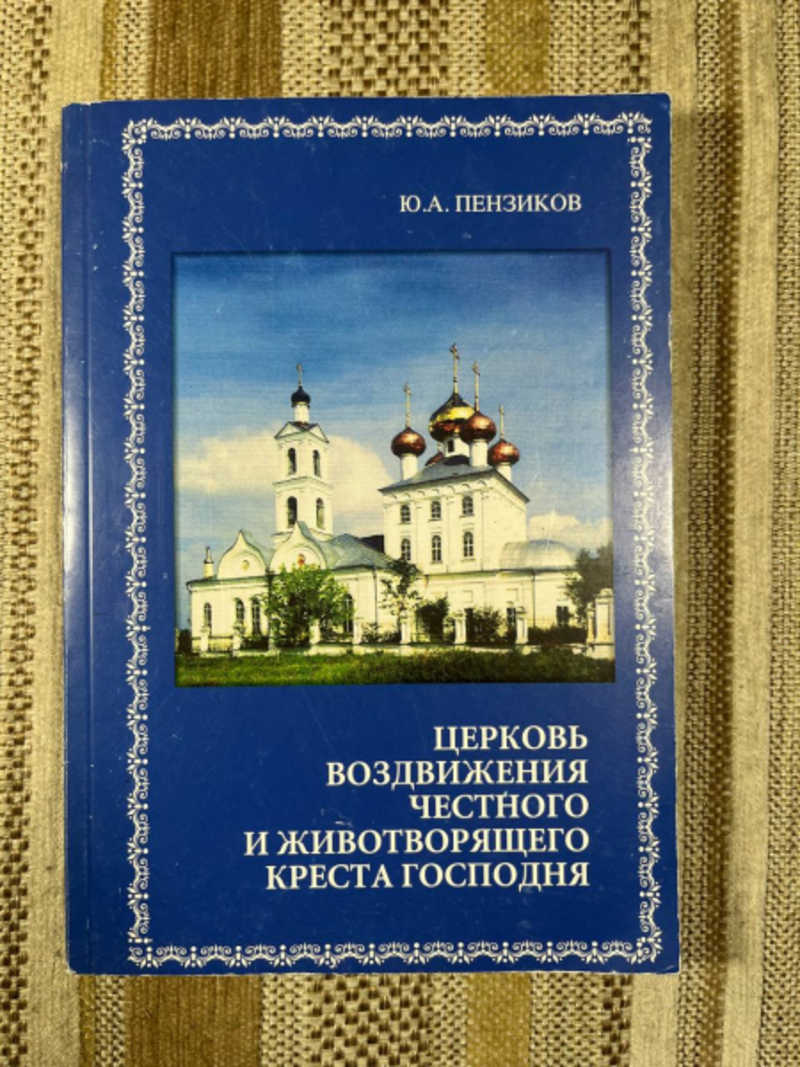 Ю.А. ПЕНЗИКОВ
ЦЕРКОВЬ
ВОЗДВИЖЕНИЯ
ЧЕСТНОГО
И ЖИВОТВОРЯЩЕГО
КРЕСТА ГОСПОДНЯ